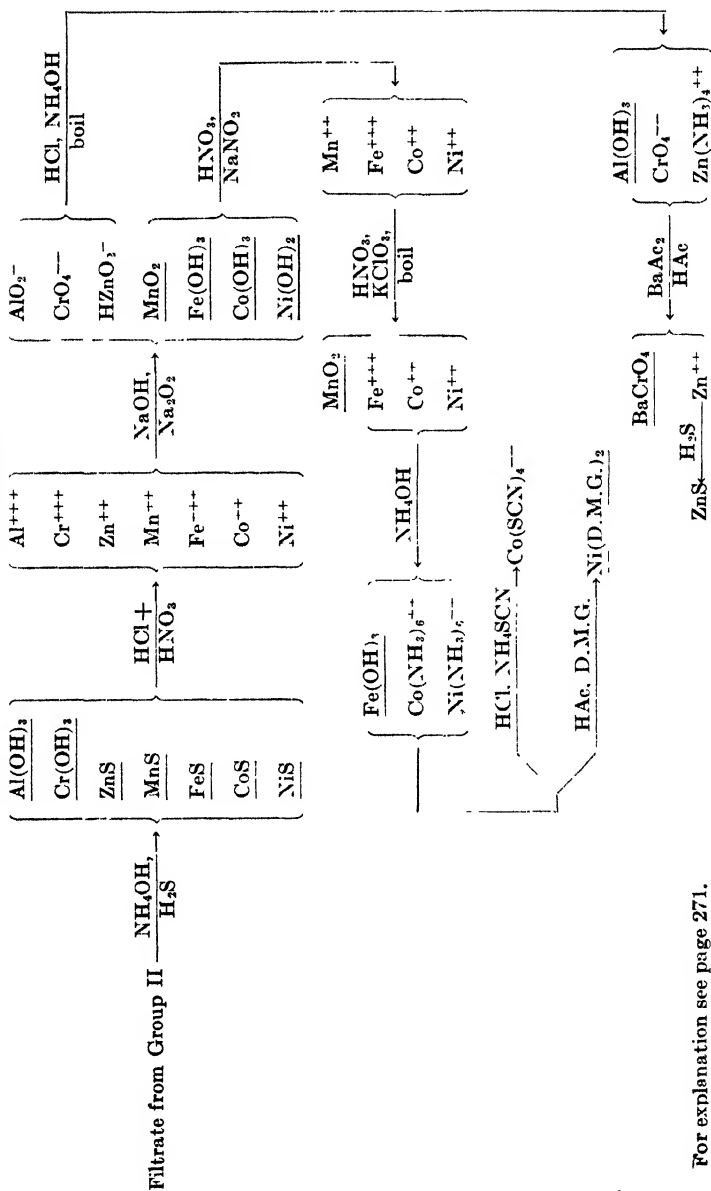 Filtrate from Group II
NH₄OH,
H₂S
Al(OH)₃
Cr(OH)₃
ZnS
MnS
FeS
CoS
NiS
HCl+
HNO₃
Al+++
Cr+++
Zn++
Mn++
Fe+++
Co++
Ni++
NaOH,
Na₂O₂
AlO₂⁻
CrO₄⁻⁻
HZnO₂⁻
MnO₂
Fe(OH)₃
Co(OH)₃
Ni(OH)₂
HCl, NH₄OH
boil
HNO₃,
NaNO₂
Mn++
Fe+++
Co++
Ni++
HNO₃,
KClO₃,
boil
MnO₂
Fe+++
Co++
Ni++
NH₄OH
Fe(OH)₃
Co(NH₃)₆++
Ni(NH₃)₆
HCl, NH₄SCN
Co(SCN)₄⁻⁻
HAc, D.M.G.
Ni(D.M.G.)₂
Al(OH)₃
CrO₄⁻⁻
Zn(NH₃)₄++
BaAc₂
HAc
BaCrO₄
Zn++
H₂S
ZnS
For explanation see page 271.